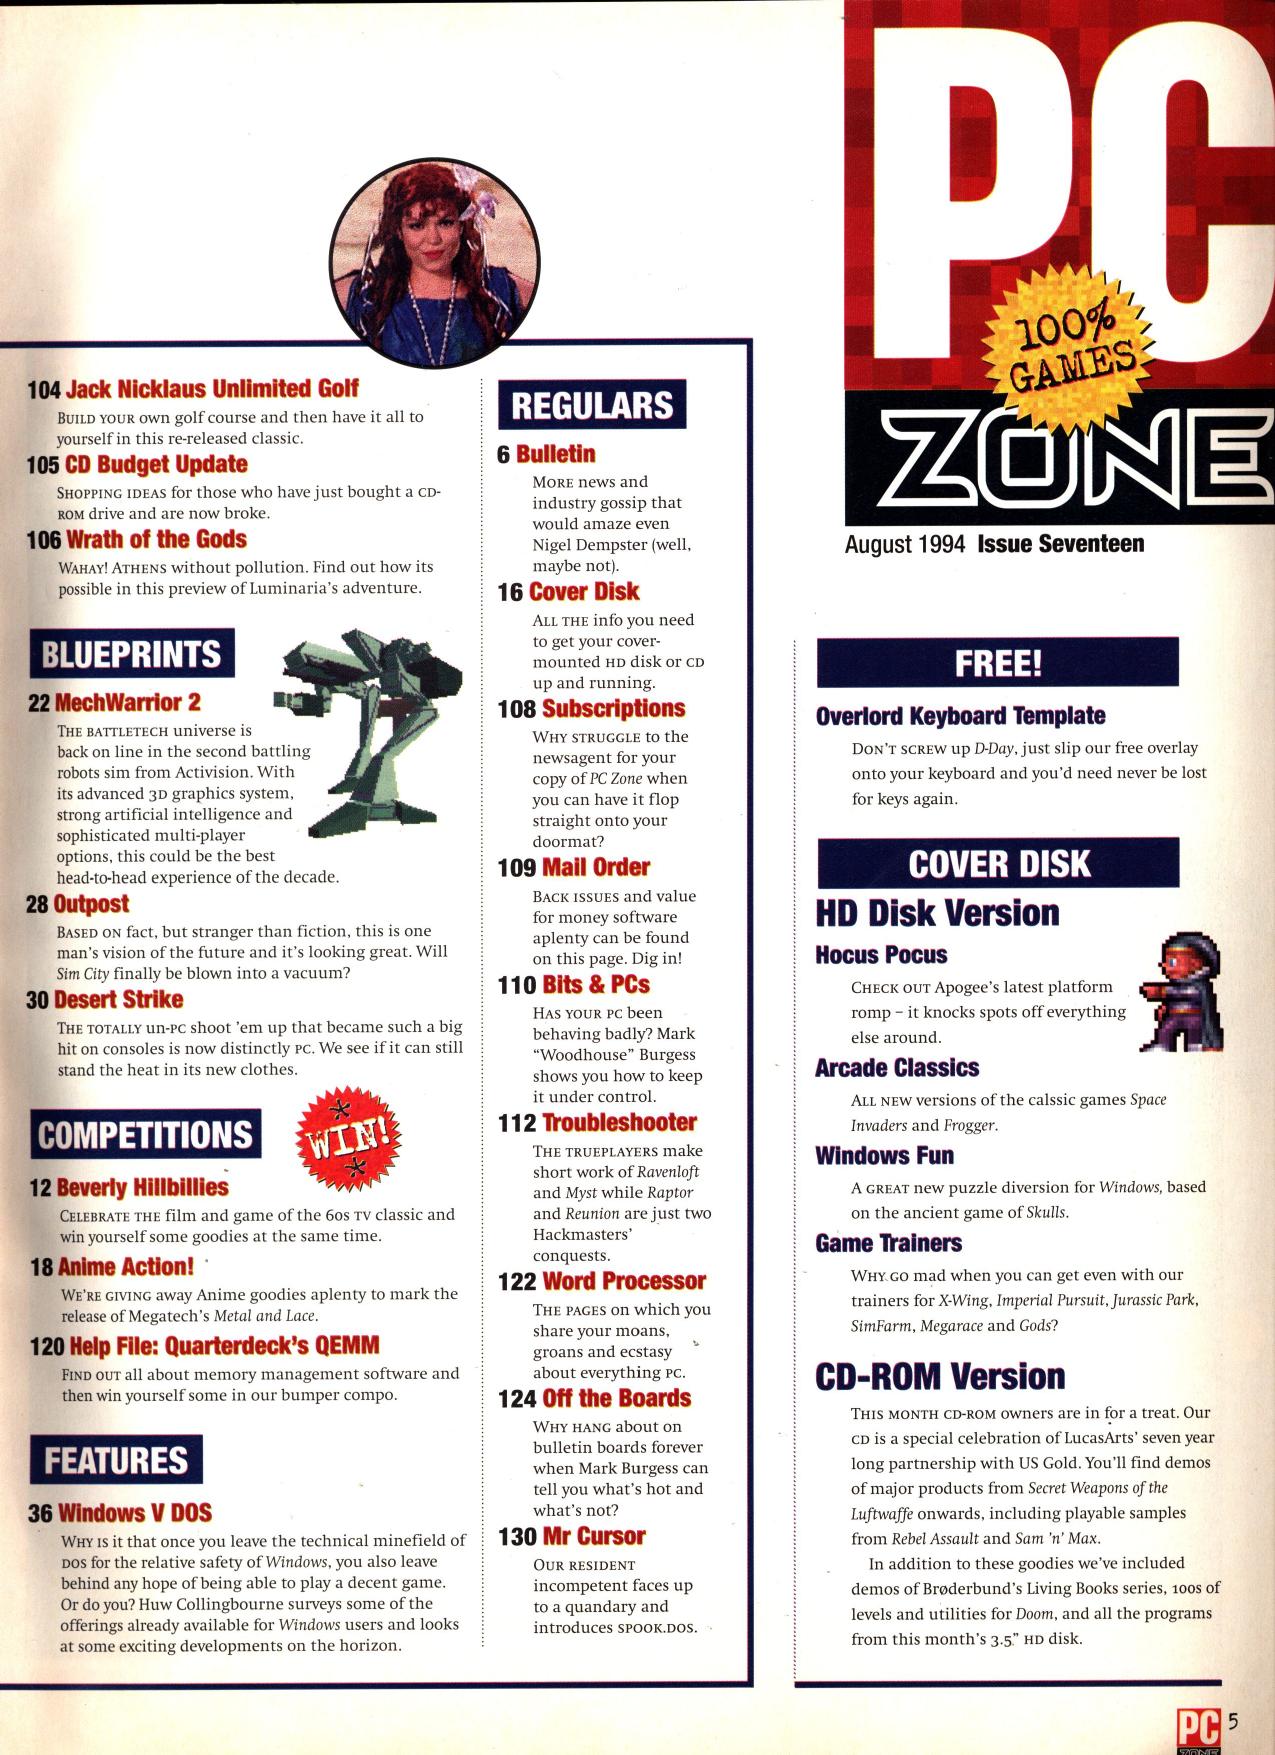 104 Jack Nicklaus Unlimited Golf
BUILD YOUR own golf course and then have it all to
yourself in this re-released classic.
105 CD Budget Update
SHOPPING IDEAS for those who have just bought a CD-
ROM drive and are now broke.
106 Wrath of the Gods
WAHAY! ATHENS without pollution. Find out how its
possible in this preview of Luminaria's adventure.
BLUEPRINTS
22 MechWarrior 2
THE BATTLETECH universe is
back on line in the second battling
robots sim from Activision. With
its advanced 3D graphics system,
strong artificial intelligence and
sophisticated multi-player
options, this could be the best
head-to-head experience of the decade.
28 Outpost
BASED ON fact, but stranger than fiction, this is one
man's vision of the future and it's looking great. Will
Sim City finally be blown into a vacuum?
30 Desert Strike
THE TOTALLY un-PC shoot 'em up that became such a big
hit on consoles is now distinctly PC. We see if it can still
stand the heat in its new clothes.
COMPETITIONS
WIN!
12 Beverly Hillbillies
CELEBRATE THE film and game of the 60s TV classic and
win yourself some goodies at the same time.
18 Anime Action!
WE'RE GIVING away Anime goodies aplenty to mark the
release of Megatech's Metal and Lace.
120 Help File: Quarterdeck's QEMM
FIND OUT all about memory management software and
then win yourself some in our bumper compo.
FEATURES
36 Windows V DOS
WHY IS it that once you leave the technical minefield of
DOS for the relative safety of Windows, you also leave
behind any hope of being able to play a decent game.
Or do you? Huw Collingbourne surveys some of the
offerings already available for Windows users and looks
at some exciting developments on the horizon.
REGULARS
6 Bulletin
MORE news and
industry gossip that
would amaze even
Nigel Dempster (well,
maybe not).
16 Cover Disk
ALL THE info you need
to get your cover-
mounted HD disk or CD
up and running.
108 Subscriptions
WHY STRUGGLE to the
newsagent for your
copy of PC Zone when
you can have it flop
straight onto your
doormat?
109 Mail Order
BACK ISSUES and value
for money software
aplenty can be found
on this page. Dig in!
110 Bits & PCs
HAS YOUR PC been
behaving badly? Mark
"Woodhouse" Burgess
shows you how to keep
it under control.
112 Troubleshooter
THE TRUEPLAYERS make
short work of Ravenloft
and Myst while Raptor
and Reunion are just two
Hackmasters'
conquests.
122 Word Processor
THE PAGES on which you
share your moans,
groans and ecstasy
about everything PC.
124 Off the Boards
WHY HANG about on
bulletin boards forever
when Mark Burgess can
tell you what's hot and
what's not?
130 Mr Cursor
OUR RESIDENT
incompetent faces up
to a quandary and
introduces SPOOK.DOS.
PC
100%
GAMES
ZONE
August 1994 Issue Seventeen
FREE!
Overlord Keyboard Template
DON'T SCREW up D-Day, just slip our free overlay
onto your keyboard and you'd need never be lost
for keys again.
COVER DISK
HD Disk Version
Hocus Pocus
CHECK OUT Apogee's latest platform
romp – it knocks spots off everything
else around.
Arcade Classics
ALL NEW versions of the calssic games Space
Invaders and Frogger.
Windows Fun
A GREAT new puzzle diversion for Windows, based
on the ancient game of Skulls.
Game Trainers
WHY GO mad when you can get even with our
trainers for X-Wing, Imperial Pursuit, Jurassic Park,
SimFarm, Megarace and Gods?
CD-ROM Version
THIS MONTH CD-ROM owners are in for a treat. Our
CD is a special celebration of LucasArts' seven year
long partnership with US Gold. You'll find demos
of major products from Secret Weapons of the
Luftwaffe onwards, including playable samples
from Rebel Assault and Sam 'n' Max.
In addition to these goodies we've included
demos of Brøderbund's Living Books series, 100s of
levels and utilities for Doom, and all the programs
from this month's 3.5" HD disk.
PC
ZONE
5